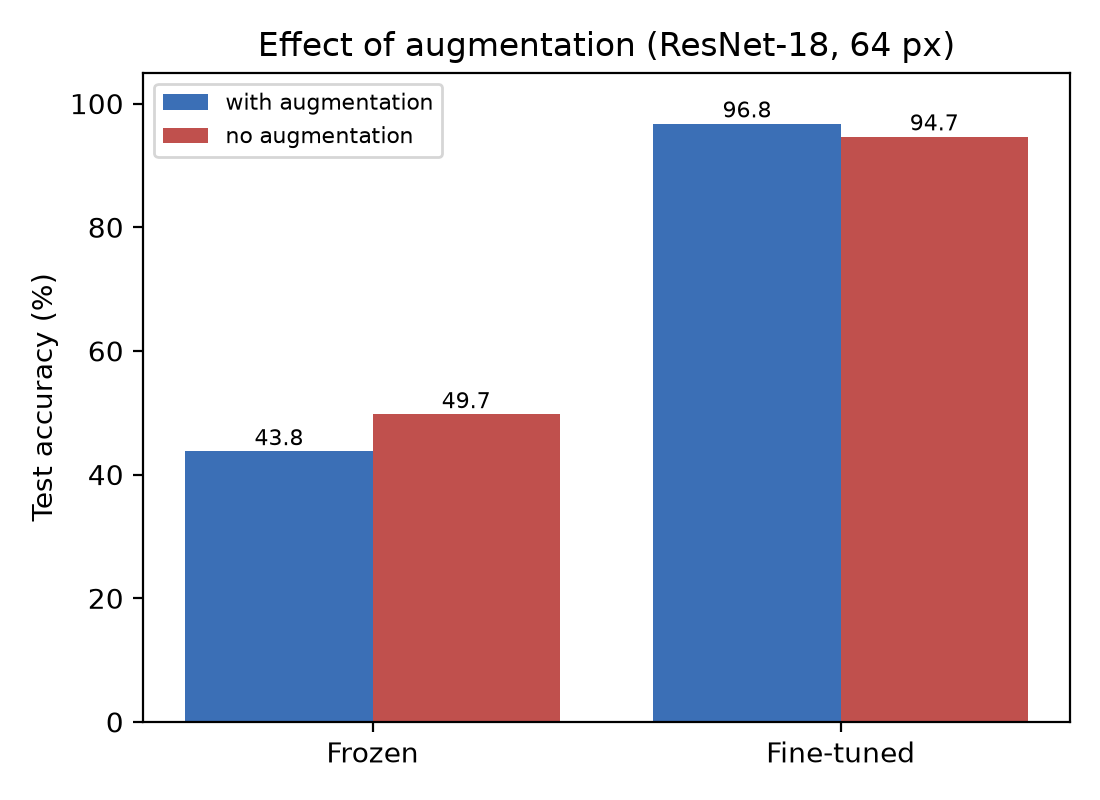 Effect of augmentation (ResNet-18, 64 px)
with augmentation
no augmentation
Test accuracy (%)
100
80
60
40
20
0
43.8
49.7
96.8
94.7
Frozen
Fine-tuned